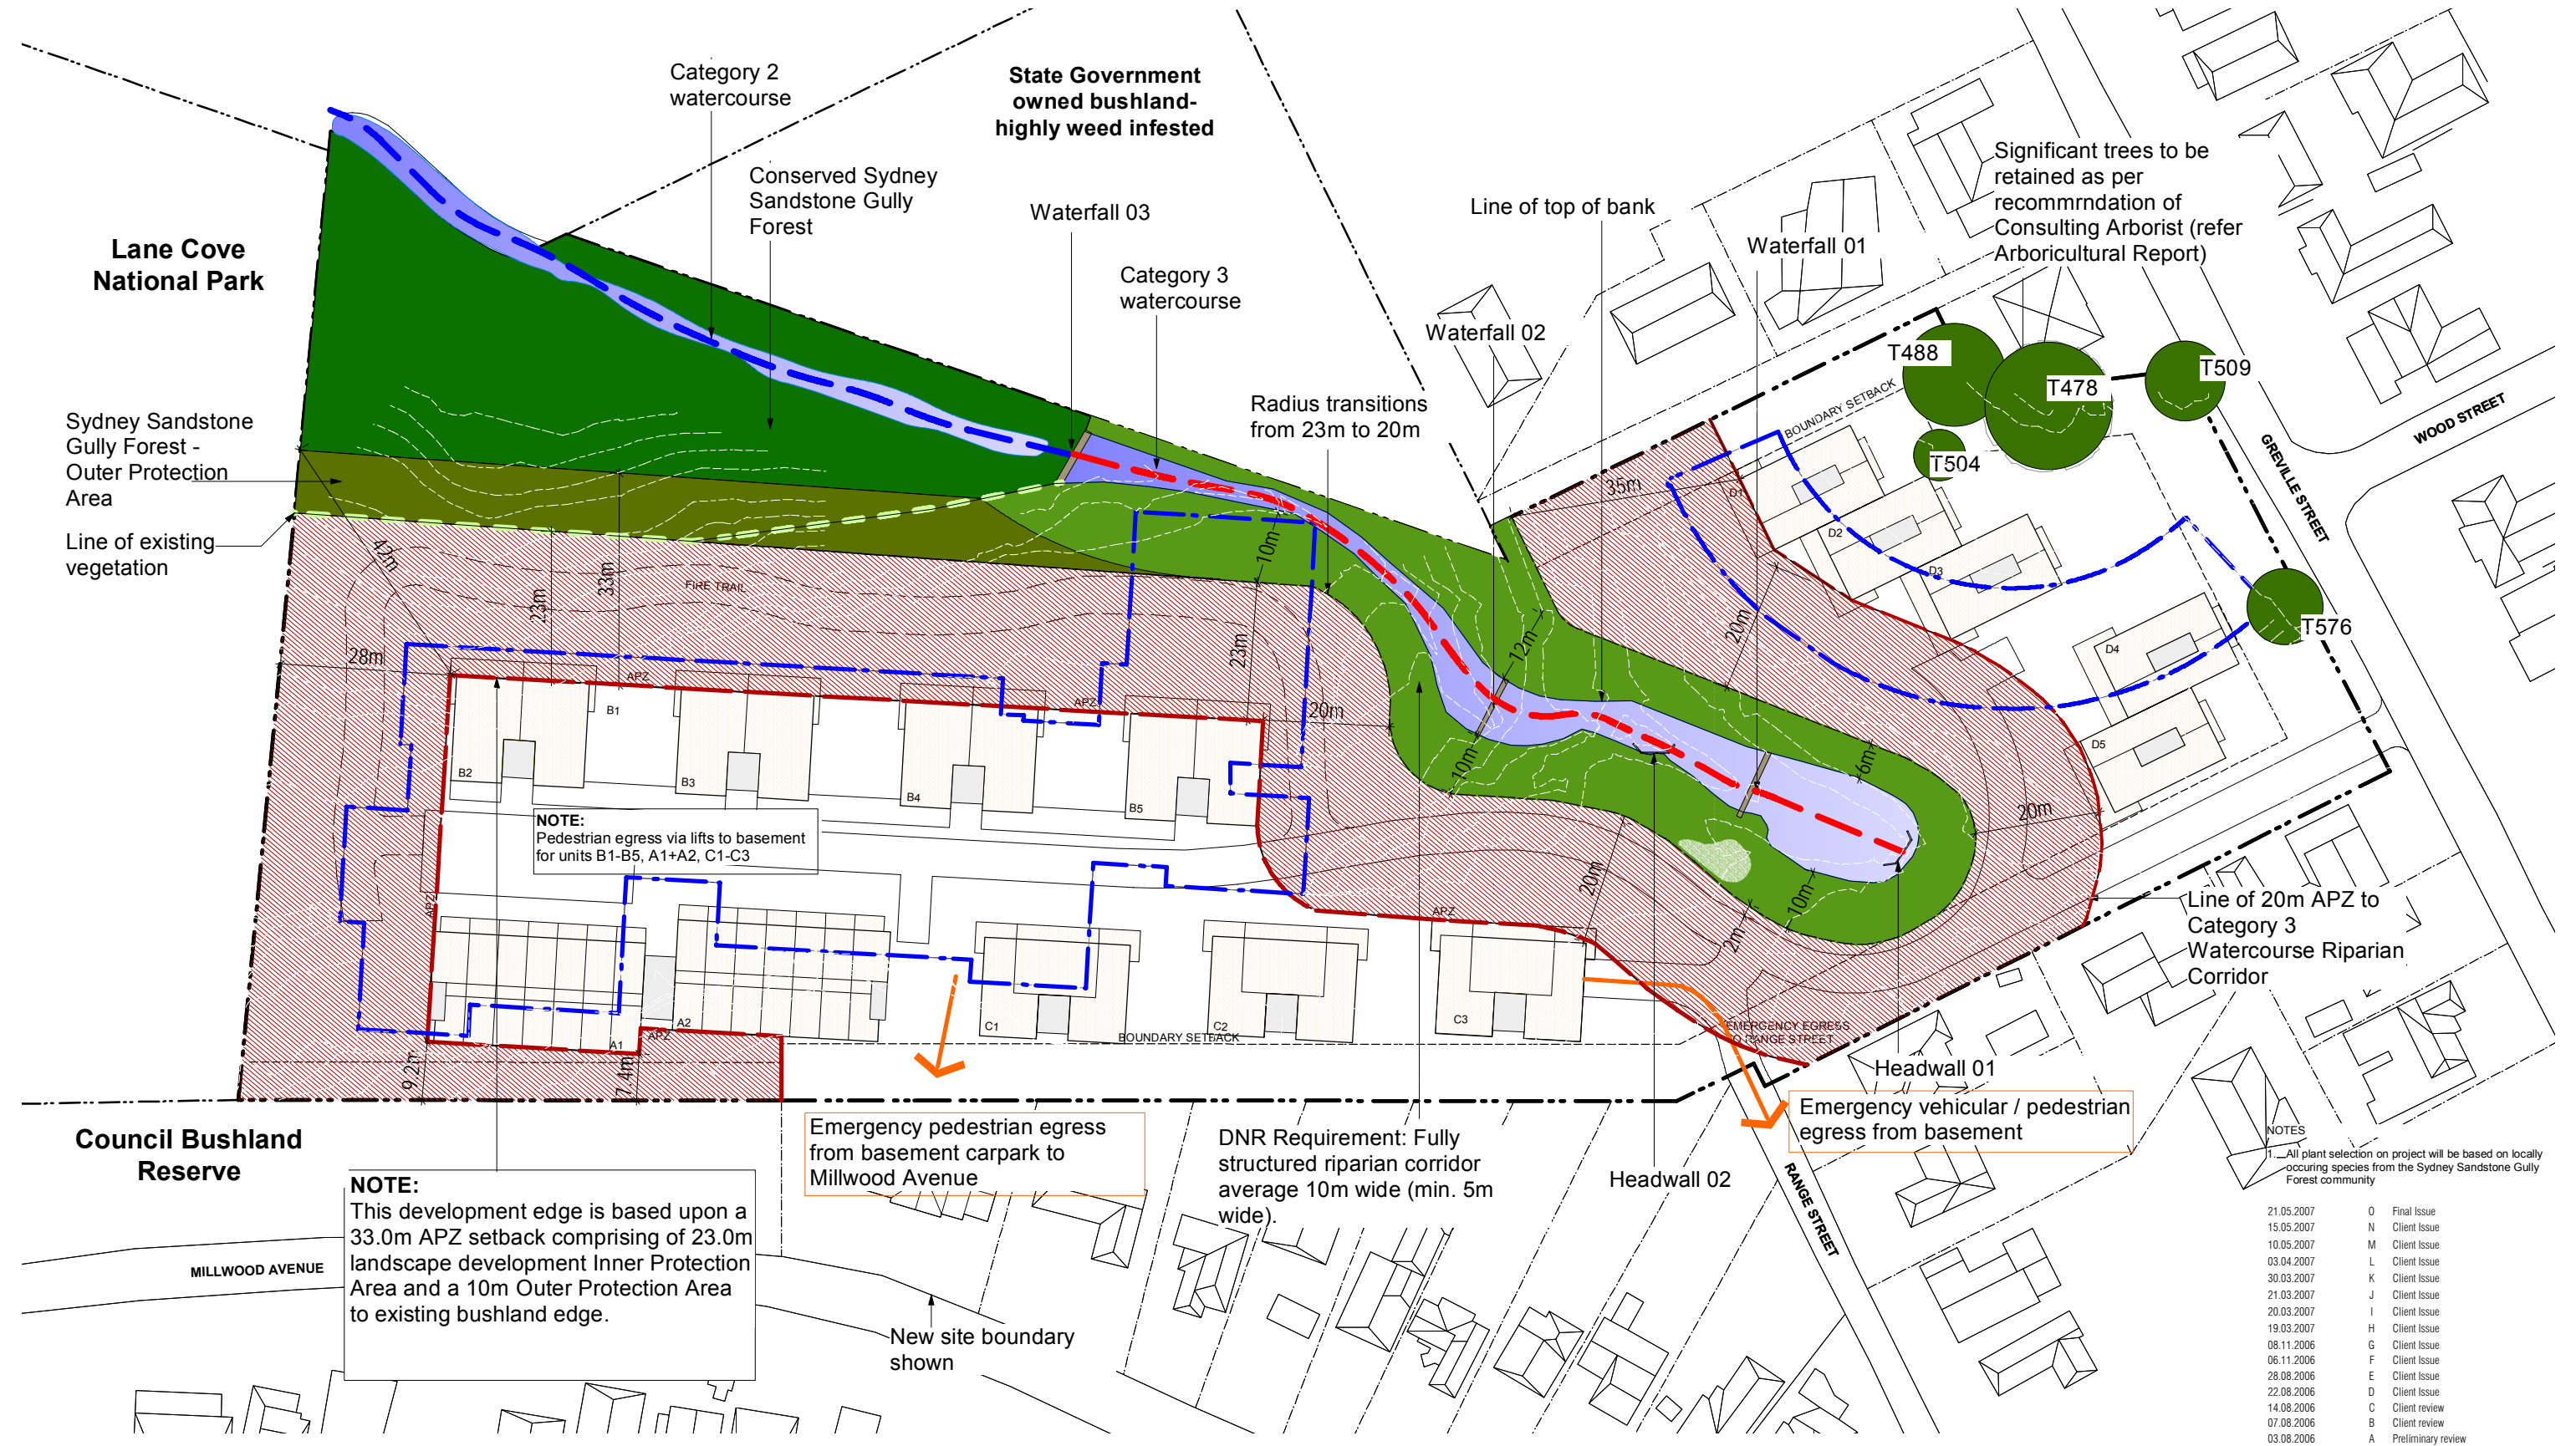 Category 2
watercourse
State Government
owned bushland-
highly weed infested
Significant trees to be
retained as per
recommrndation of
Consulting Arborist (refer
Arboricultural Report)
Conserved Sydney
Sandstone Gully
Forest
Waterfall 03
Line of top of bank
Waterfall 01
Lane Cove
National Park
Category 3
watercourse
Waterfall 02
T488
T478
T509
T504
T576
BOUNDARY SETBACK
WOOD STREET
GREVILLE STREET
Radius transitions
from 23m to 20m
Sydney Sandstone
Gully Forest -
Outer Protection
Area
Line of existing
vegetation
35m
D1
D2
D3
D4
D5
42m
23m
33m
FIRE TRAIL
10m
28m
23m
20m
12m
20m
10m
6m
20m
20m
10m
2m
APZ
APZ
APZ
APZ
APZ
B1
B2
B3
B4
B5
NOTE:
Pedestrian egress via lifts to basement
for units B1-B5, A1+A2, C1-C3
A1
A2
C1
C2
C3
BOUNDARY SETBACK
9.2m
7.4m
EMERGENCY EGRESS
O RANGE STREET
Line of 20m APZ to
Category 3
Watercourse Riparian
Corridor
Headwall 01
Headwall 02
Emergency vehicular / pedestrian
egress from basement
Emergency pedestrian egress
from basement carpark to
Millwood Avenue
DNR Requirement: Fully
structured riparian corridor
average 10m wide (min. 5m
wide).
Council Bushland
Reserve
NOTE:
This development edge is based upon a
33.0m APZ setback comprising of 23.0m
landscape development Inner Protection
Area and a 10m Outer Protection Area
to existing bushland edge.
MILLWOOD AVENUE
New site boundary
shown
RANGE STREET
NOTES
1. All plant selection on project will be based on locally
occuring species from the Sydney Sandstone Gully
Forest community
21.05.2007 O Final Issue
15.05.2007 N Client Issue
10.05.2007 M Client Issue
03.04.2007 L Client Issue
30.03.2007 K Client Issue
21.03.2007 J Client Issue
20.03.2007 I Client Issue
19.03.2007 H Client Issue
08.11.2006 G Client Issue
06.11.2006 F Client Issue
28.08.2006 E Client Issue
22.08.2006 D Client Issue
14.08.2006 C Client review
07.08.2006 B Client review
03.08.2006 A Preliminary review